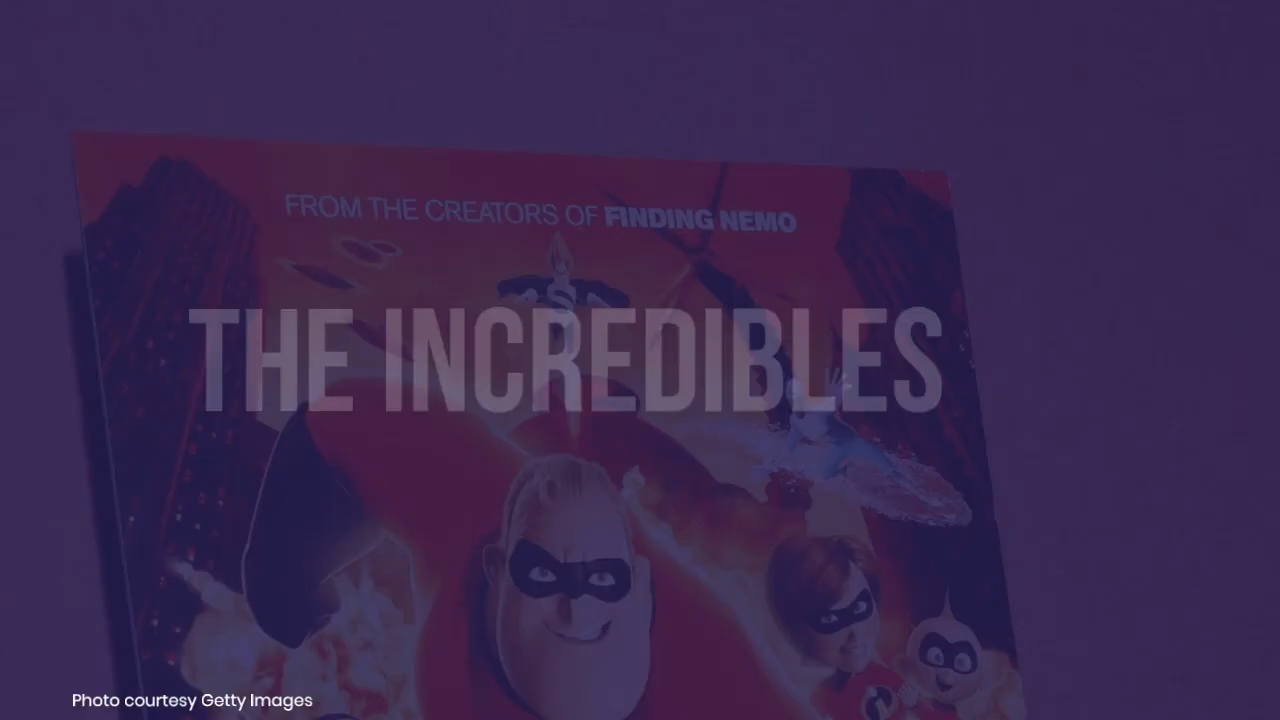 FROM THE CREATORS OF FINDING NEMO
THE INCREDIBLES
Photo courtesy Getty Images